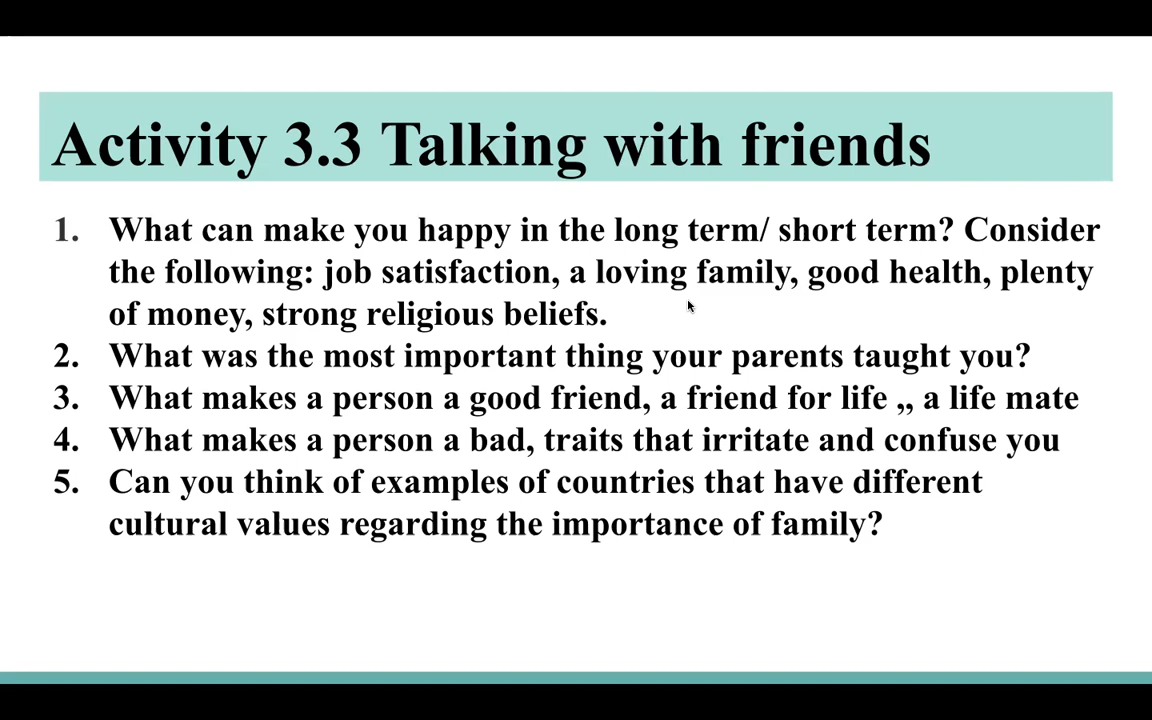 Activity 3.3 Talking with friends
1. What can make you happy in the long term/ short term? Consider
the following: job satisfaction, a loving family, good health, plenty
of money, strong religious beliefs.
2. What was the most important thing your parents taught you?
3. What makes a person a good friend, a friend for life „ a life mate
4. What makes a person a bad, traits that irritate and confuse you
5. Can you think of examples of countries that have different
cultural values regarding the importance of family?